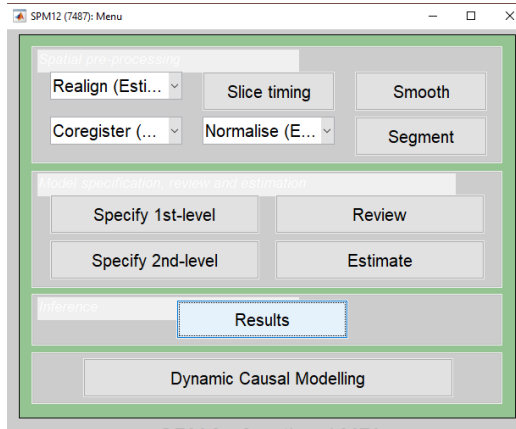 SPM12 (7487): Menu
Spatial pre-processing
Realign (Esti...
Slice timing
Smooth
Coregister (...
Normalise (E...
Segment
Model specification, review and estimation
Specify 1st-level
Review
Specify 2nd-level
Estimate
Inference
Results
Dynamic Causal Modelling